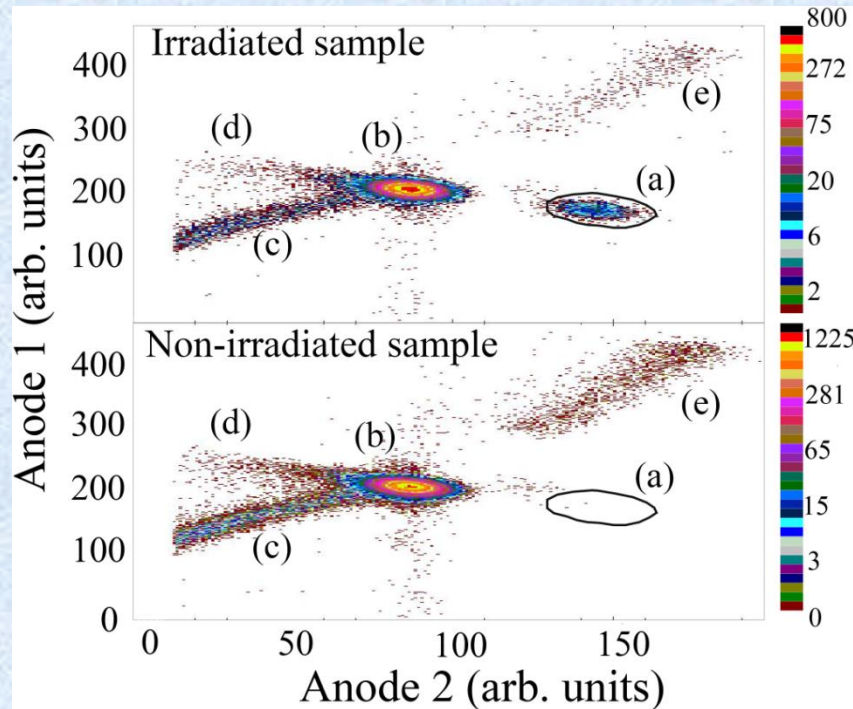 Irradiated sample
(d)
(b)
(e)
(a)
(c)
400
300
200
100
800
272
75
20
6
2
Non-irradiated sample
(d)
(b)
(e)
(a)
(c)
400
300
200
100
0
1225
281
65
15
3
0
0 50 100 150
Anode 1 (arb. units)
Anode 2 (arb. units)